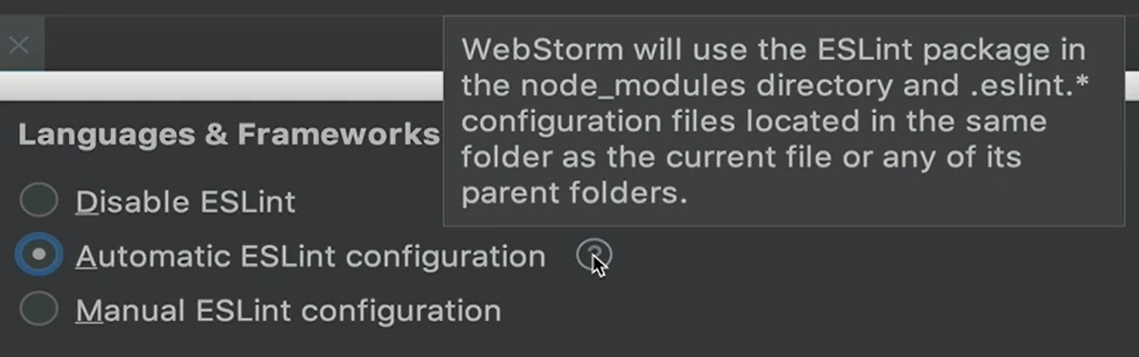 WebStorm will use the ESLint package in
the node_modules directory and .eslint.*
configuration files located in the same
folder as the current file or any of its
parent folders.
Languages & Frameworks
Disable ESLint
Automatic ESLint configuration
Manual ESLint configuration